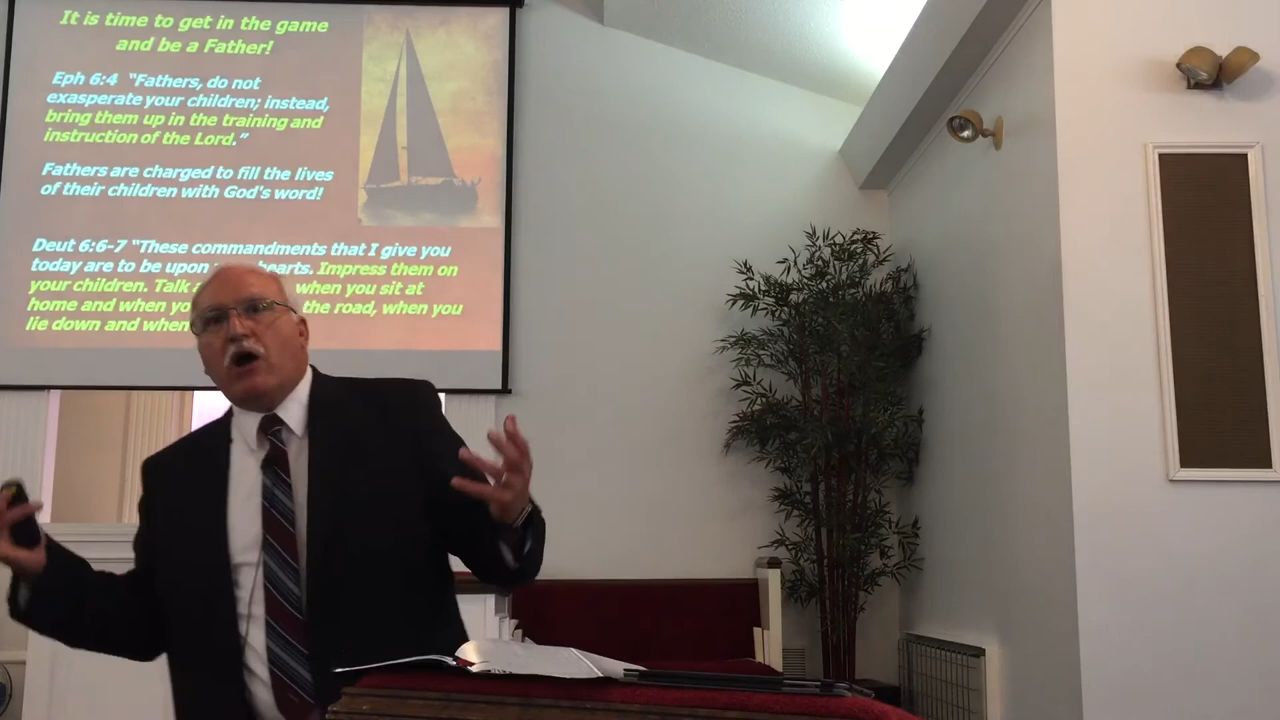 It is time to get in the game
and be a Father!
Eph 6:4 "Fathers, do not
exasperate your children; instead,
bring them up in the training and
instruction of the Lord."
Fathers are charged to fill the lives
of their children with God's word!
Deut 6:6-7 "These commandments that I give you
today are to be upon hearts. Impress them on
your children. Talk when you sit at
home and when the road, when you
lie down and when